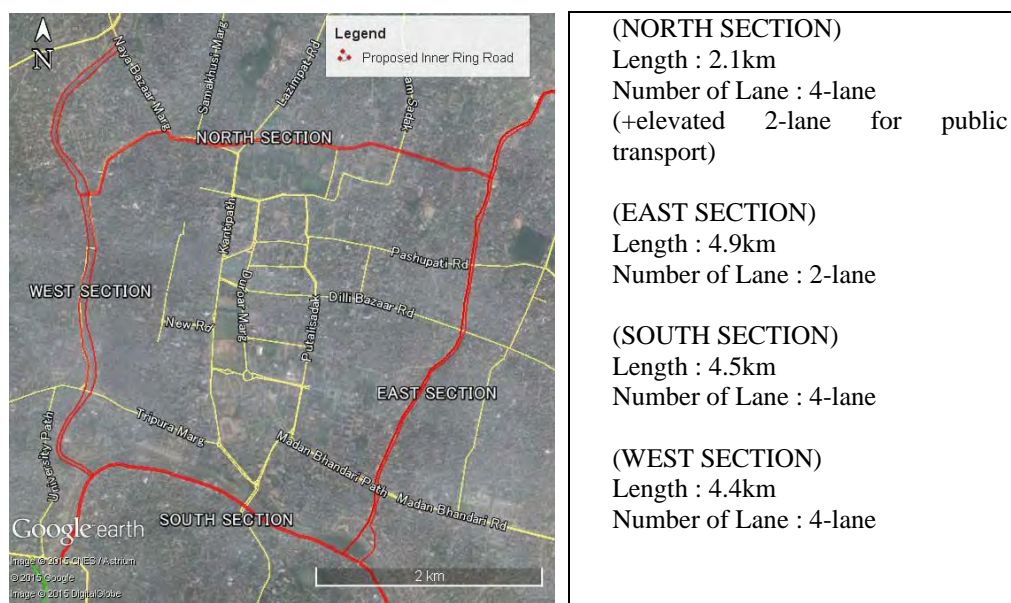 Legend
Proposed Inner Ring Road
N
Naya Bazaar Marg
Samakhusi Marg
Lazimpat Rd
NORTH SECTION
Kantipath
Pashupati Rd
WEST SECTION
Durbar Marg
Dilli Bazaar Rd
New Rd
Putalisadak
EAST SECTION
Tripura Marg
University Path
Madan Bhandari Path
Madan Bhandari Rd
SOUTH SECTION
Google earth
Image © 2015 CNES / Astrium
© 2015 Google
Image © 2015 DigitalGlobe
2 km
(NORTH SECTION)
Length : 2.1km
Number of Lane : 4-lane
(+elevated 2-lane for public
transport)
(EAST SECTION)
Length : 4.9km
Number of Lane : 2-lane
(SOUTH SECTION)
Length : 4.5km
Number of Lane : 4-lane
(WEST SECTION)
Length : 4.4km
Number of Lane : 4-lane